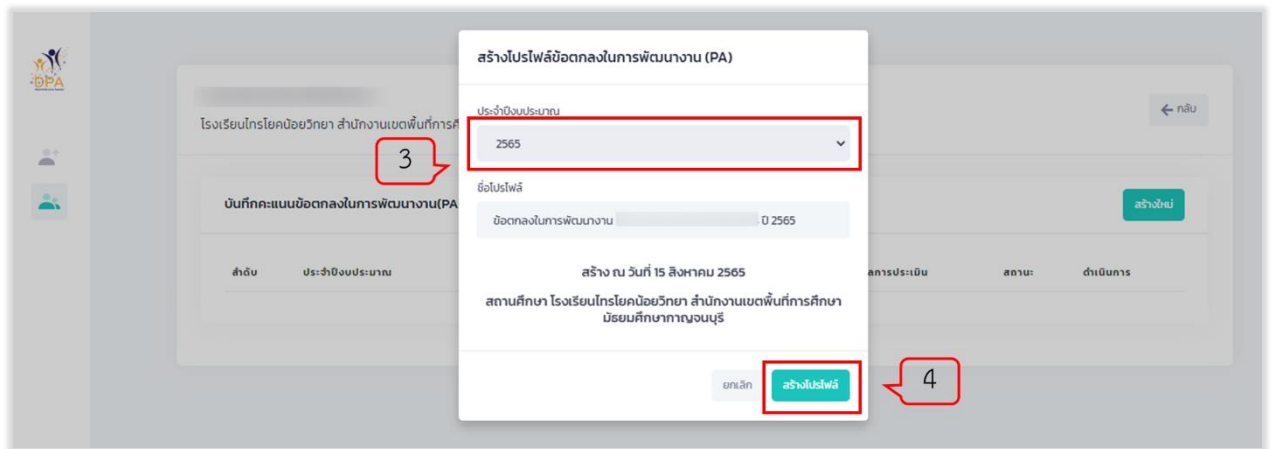 สร้างโปรไฟล์ข้อตกลงในการพัฒนางาน (PA)
DPA
ประจำปีงบประมาณ
← กลับ
โรงเรียนไทรโยคน้อยวิทยา สำนักงานเขตพื้นที่การศึ
2565
3
ชื่อโปรไฟล์
บันทึกคะแนนข้อตกลงในการพัฒนางาน(PA
สร้างใหม่
ข้อตกลงในการพัฒนางาน ปี 2565
ลำดับ ประจำปีงบประมาณ
สร้าง ณ วันที่ 15 สิงหาคม 2565
ลการประเมิน สถานะ ดำเนินการ
สถานศึกษา โรงเรียนไทรโยคน้อยวิทยา สำนักงานเขตพื้นที่การศึกษา
มัธยมศึกษากาญจนบุรี
ยกเลิก สร้างโปรไฟล์
4